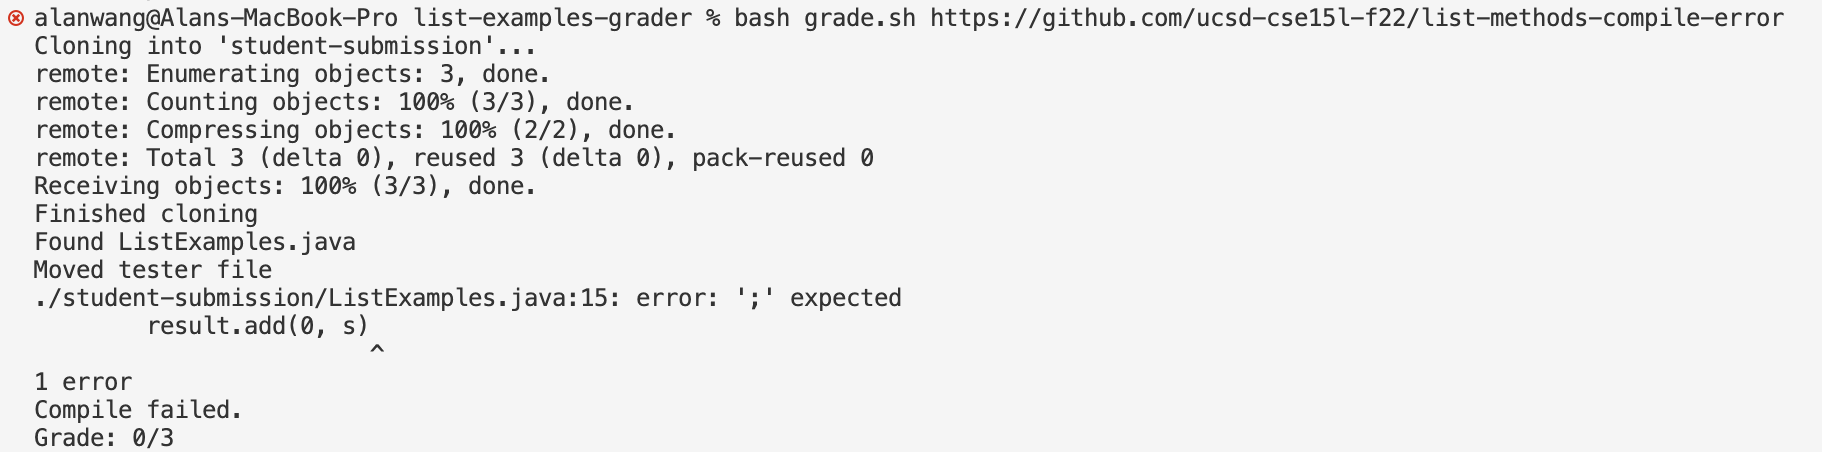 alanwang@Alans-MacBook-Pro list-examples-grader % bash grade.sh https://github.com/ucsd-cse15l-f22/list-methods-compile-error
Cloning into 'student-submission'...
remote: Enumerating objects: 3, done.
remote: Counting objects: 100% (3/3), done.
remote: Compressing objects: 100% (2/2), done.
remote: Total 3 (delta 0), reused 3 (delta 0), pack-reused 0
Receiving objects: 100% (3/3), done.
Finished cloning
Found ListExamples.java
Moved tester file
./student-submission/ListExamples.java:15: error: ';' expected
        result.add(0, s)
                        ^
1 error
Compile failed.
Grade: 0/3